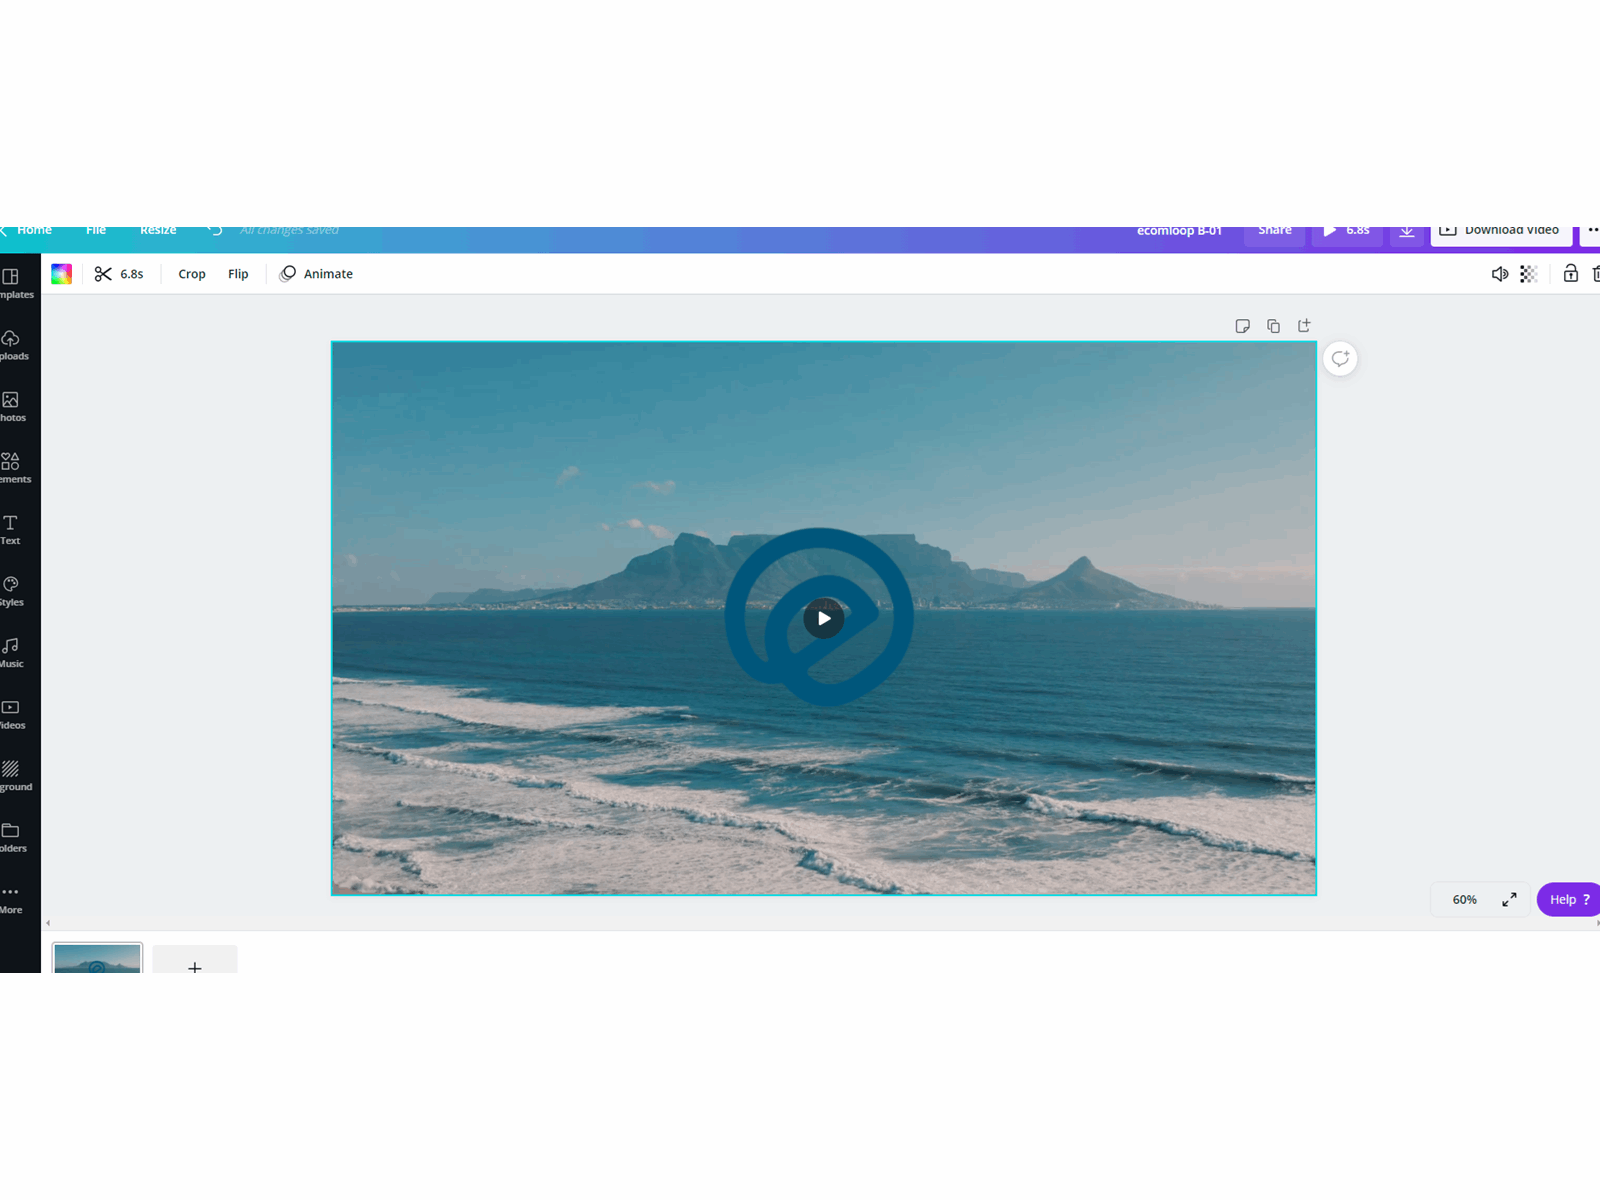 Home File Resize All changes saved ecomloop B-01 Share 6.8s Download Video
6.8s Crop Flip Animate
mplates
ploads
hotos
ements
Text
Styles
Music
ideos
ground
olders
More
60% Help ?